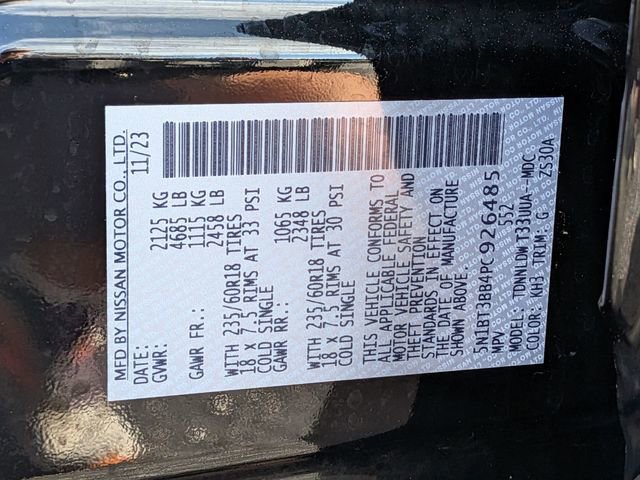 MFD BY NISSAN MOTOR CO., LTD.
DATE: 11/23
GVWR: 2125 KG
4685 LB
GAWR FR.: 1115 KG
2458 LB
WITH 235/60R18 TIRES
18 X 7.5 RIMS AT 33 PSI
COLD SINGLE
GAWR RR.: 1065 KG
2348 LB
WITH 235/60R18 TIRES
18 X 7.5 RIMS AT 30 PSI
COLD SINGLE
THIS VEHICLE CONFORMS TO
ALL APPLICABLE FEDERAL
MOTOR VEHICLE SAFETY AND
THEFT PREVENTION
STANDARDS IN EFFECT ON
THE DATE OF MANUFACTURE
SHOWN ABOVE.
5N1BT3BB4PC926485
MPV 552
MODEL: TDNNLDW T33UUA--MDC
COLOR: KH3 TRIM: G ZS30A